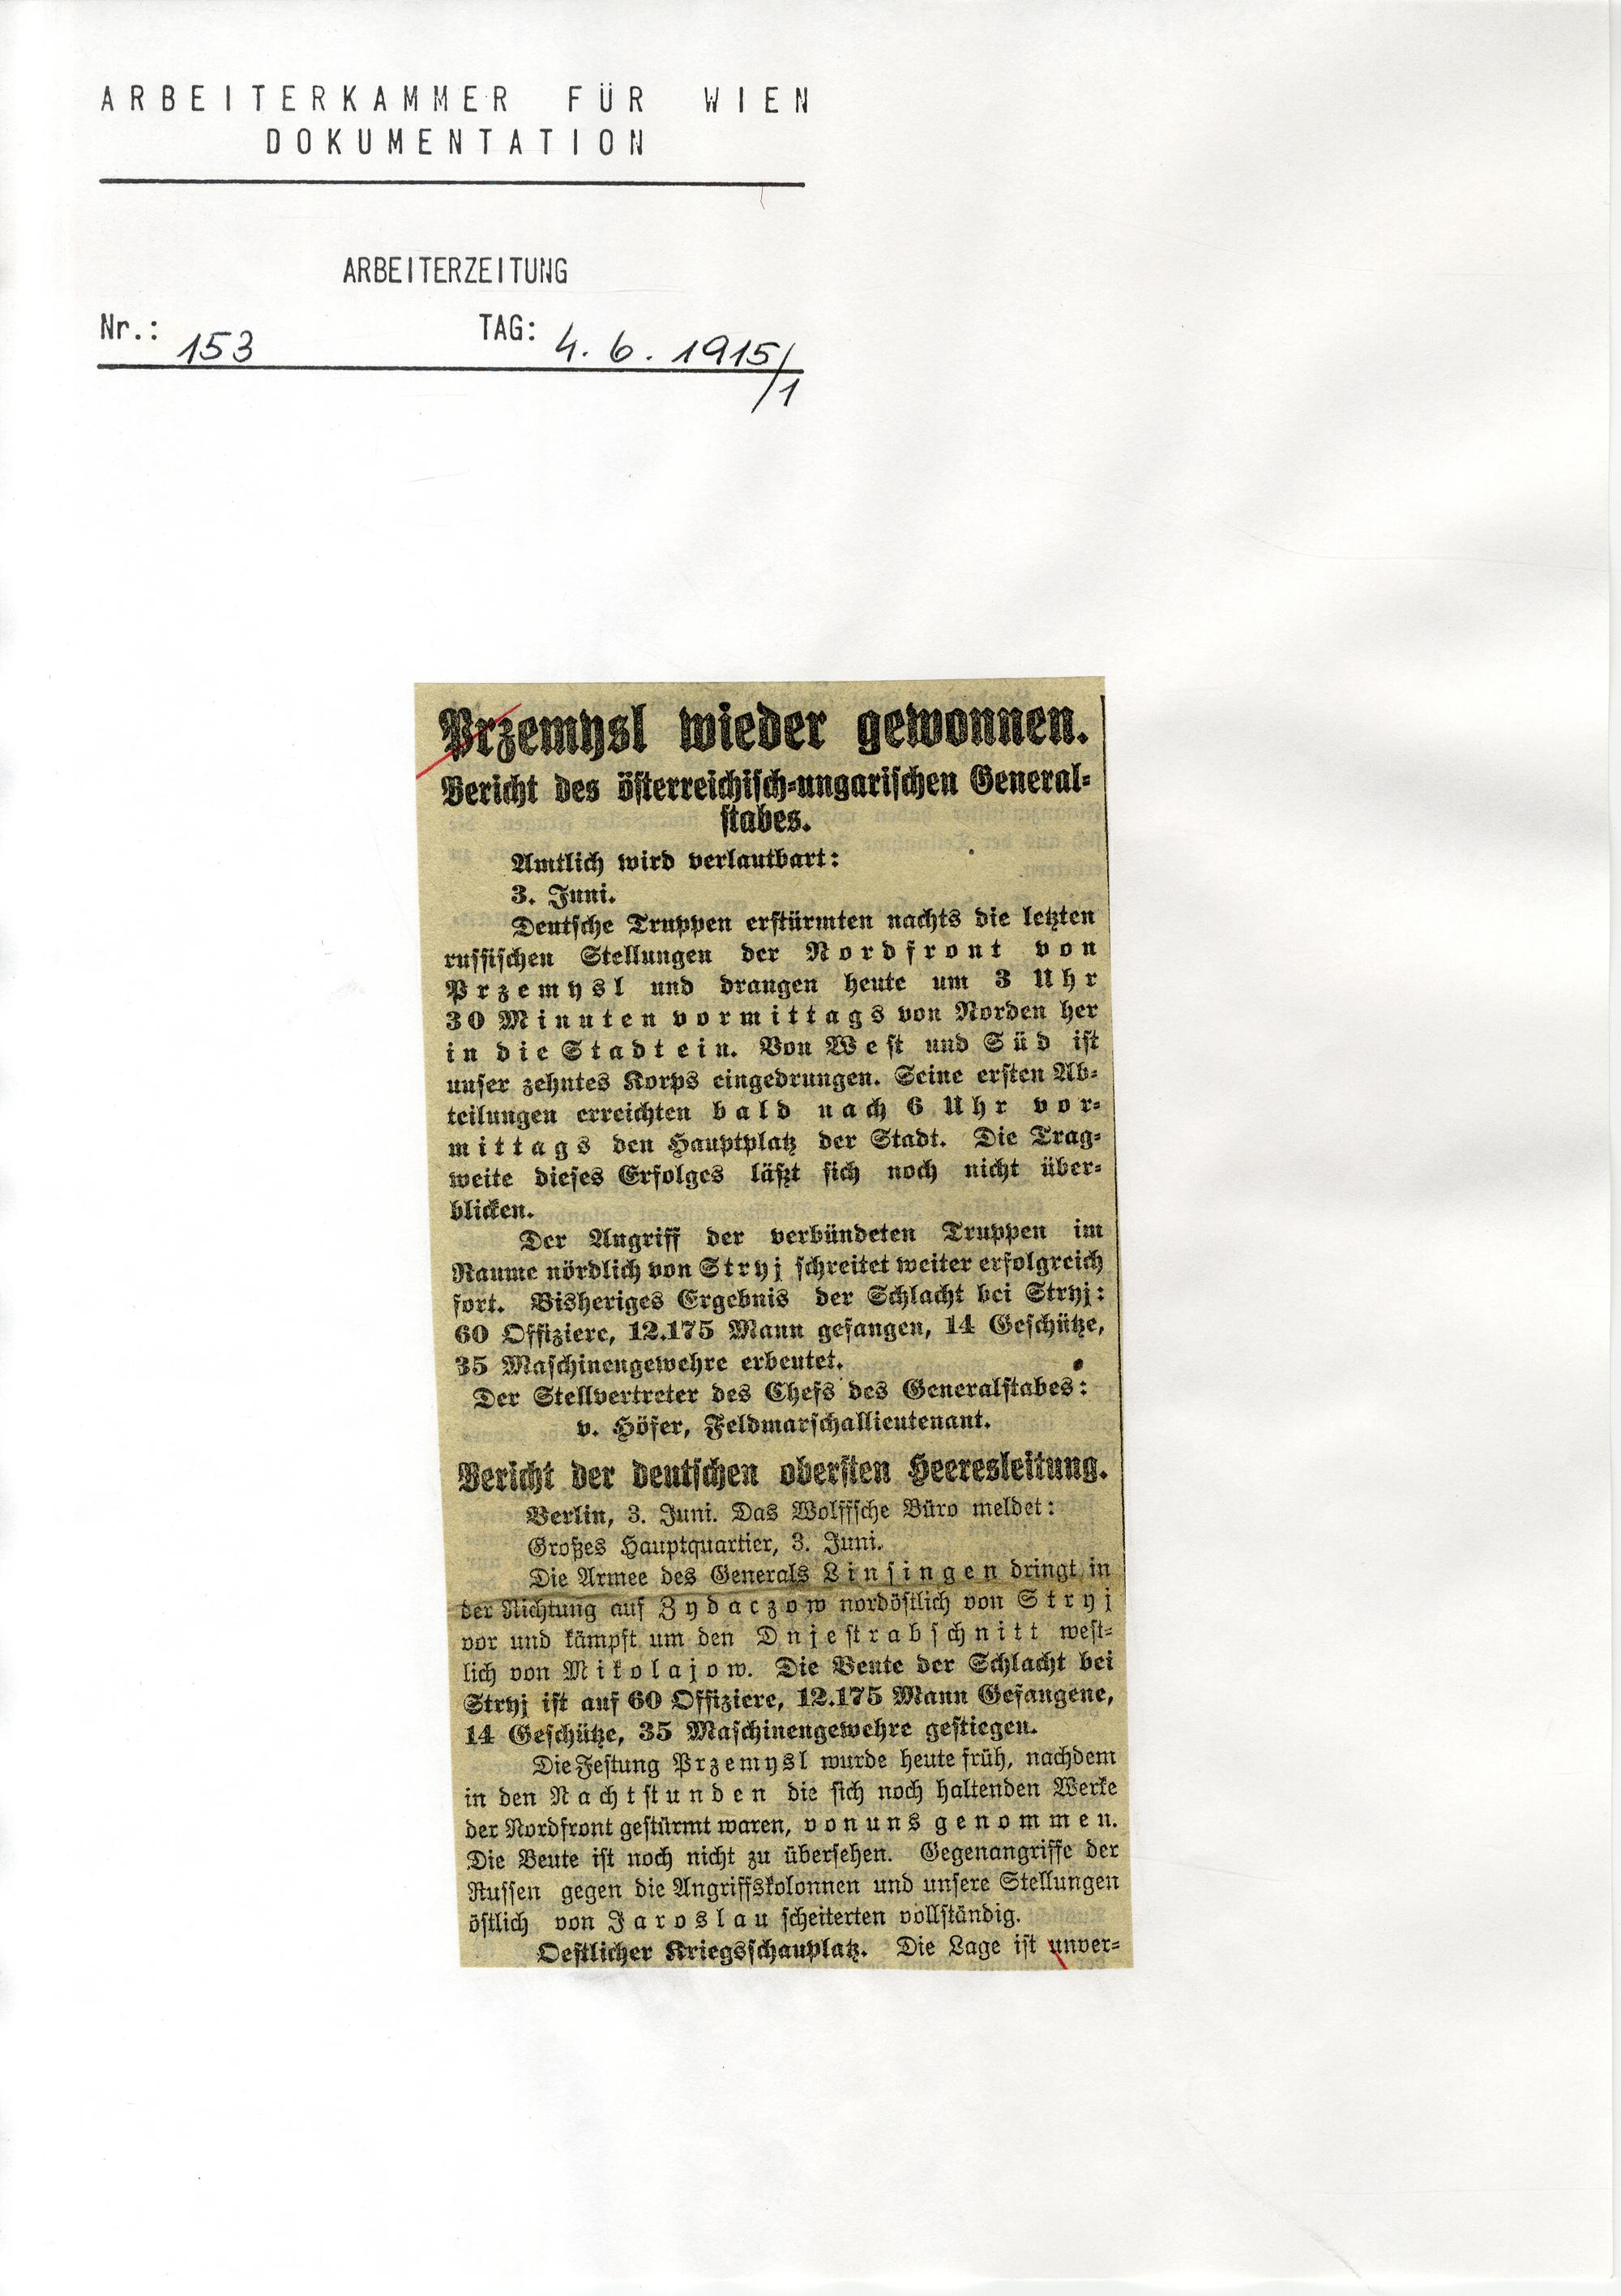 ARBEITERKAMMER FÜR WIEN
DOKUMENTATION
ARBEITERZEITUNG
Nr.: 153 TAG: 4. 6. 1915/1
Przemysl wieder gewonnen.
Bericht des österreichisch-ungarischen General-
stabes.
Amtlich wird verlautbart:
3. Juni.
Deutsche Truppen erstürmten nachts die letzten
russischen Stellungen der Nordfront von
Przemysl und drangen heute um 3 Uhr
30 Minuten vormittags von Norden her
in die Stadt ein. Von West und Süd ist
unser zehntes Korps eingedrungen. Seine ersten Ab-
teilungen erreichten bald nach 6 Uhr vor-
mittags den Hauptplatz der Stadt. Die Trag-
weite dieses Erfolges läßt sich noch nicht über-
blicken.
Der Angriff der verbündeten Truppen im
Raume nördlich von Stryj schreitet weiter erfolgreich
fort. Bisheriges Ergebnis der Schlacht bei Stryj:
60 Offiziere, 12.175 Mann gefangen, 14 Geschütze,
35 Maschinengewehre erbeutet.
Der Stellvertreter des Chefs des Generalstabes:
v. Höfer, Feldmarschallieutenant.
Bericht der deutschen obersten Heeresleitung.
Berlin, 3. Juni. Das Wolffsche Büro meldet:
Großes Hauptquartier, 3. Juni.
Die Armee des Generals Linsingen dringt in
der Richtung auf Zydaczow nordöstlich von Stryj
vor und kämpft um den Dnjestrabschnitt west-
lich von Mikolajow. Die Beute der Schlacht bei
Stryj ist auf 60 Offiziere, 12.175 Mann Gefangene,
14 Geschütze, 35 Maschinengewehre gestiegen.
Die Festung Przemysl wurde heute früh, nachdem
in den Nachtstunden die sich noch haltenden Werke
der Nordfront gestürmt waren, von uns genommen.
Die Beute ist noch nicht zu übersehen. Gegenangriffe der
Russen gegen die Angriffskolonnen und unsere Stellungen
östlich von Jaroslau scheiterten vollständig.
Oestlicher Kriegsschauplatz. Die Lage ist unver-